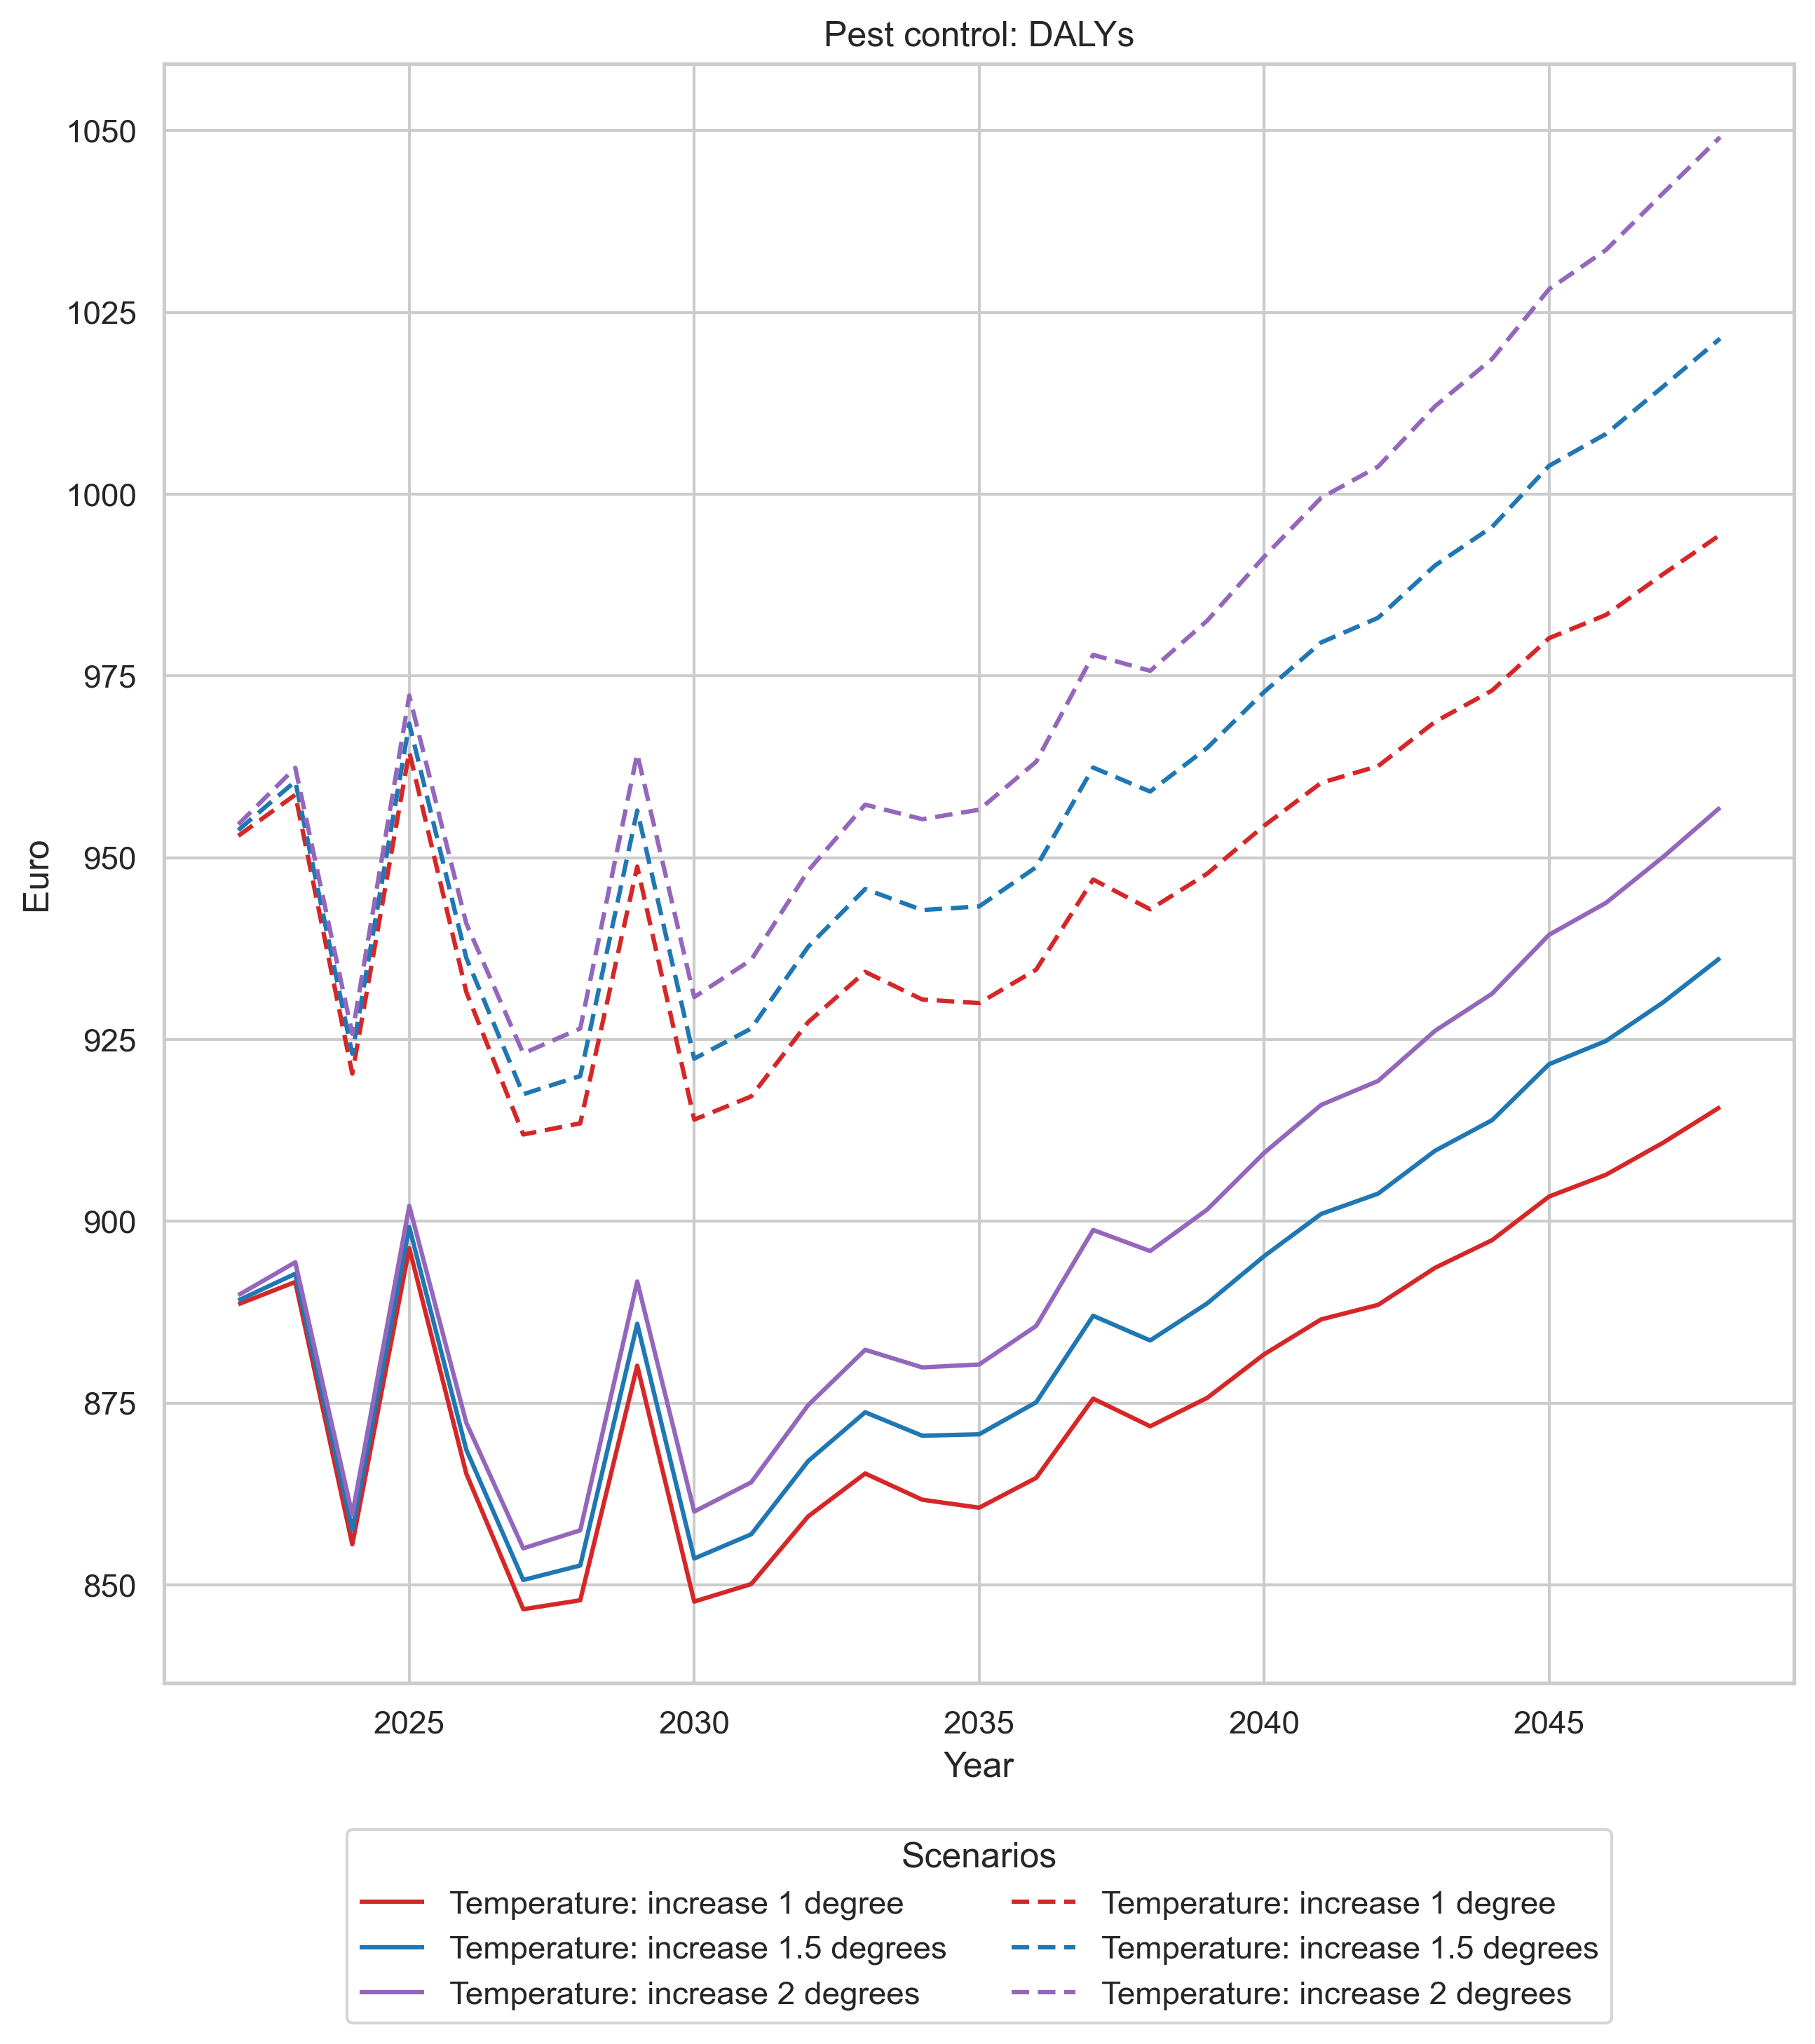 Pest control: DALYs
1050
1025
1000
975
950
925
900
875
850
Euro
2025 2030 2035 2040 2045
Year
Scenarios
Temperature: increase 1 degree Temperature: increase 1 degree
Temperature: increase 1.5 degrees Temperature: increase 1.5 degrees
Temperature: increase 2 degrees Temperature: increase 2 degrees